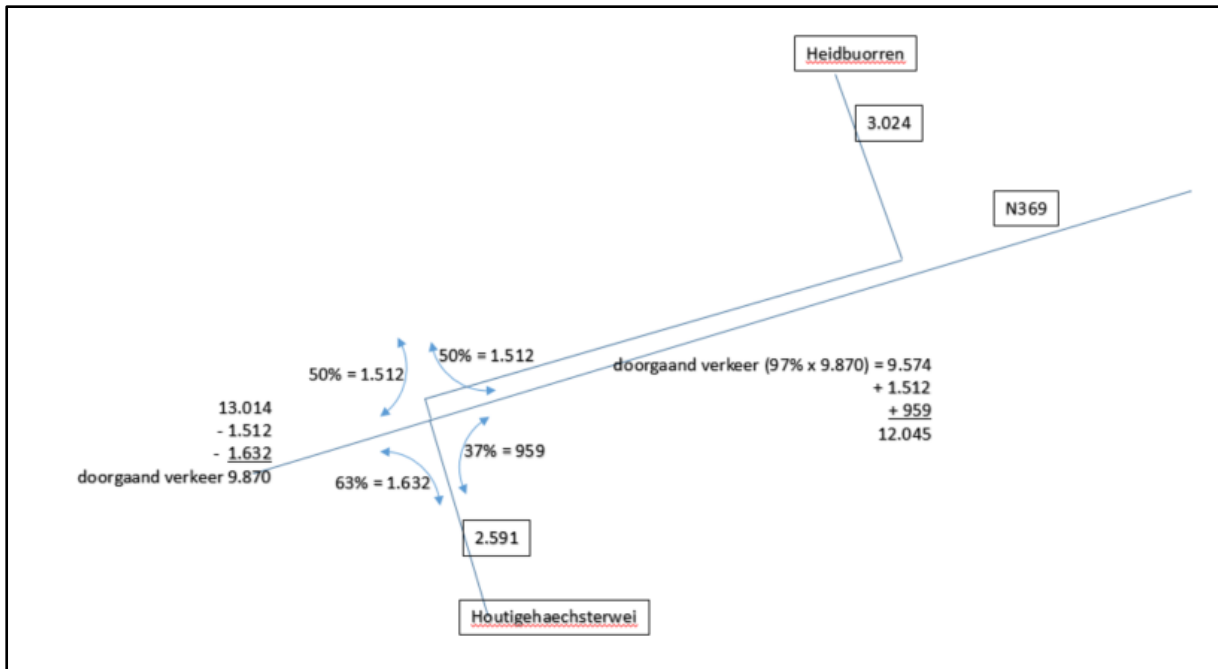 Heidbuorren
3.024
N369
50% = 1.512
50% = 1.512
doorgaand verkeer (97% x 9.870) = 9.574
+ 1.512
+ 959
12.045
13.014
- 1.512
- 1.632
doorgaand verkeer 9.870
37% = 959
63% = 1.632
2.591
Houtigehaechsterwei